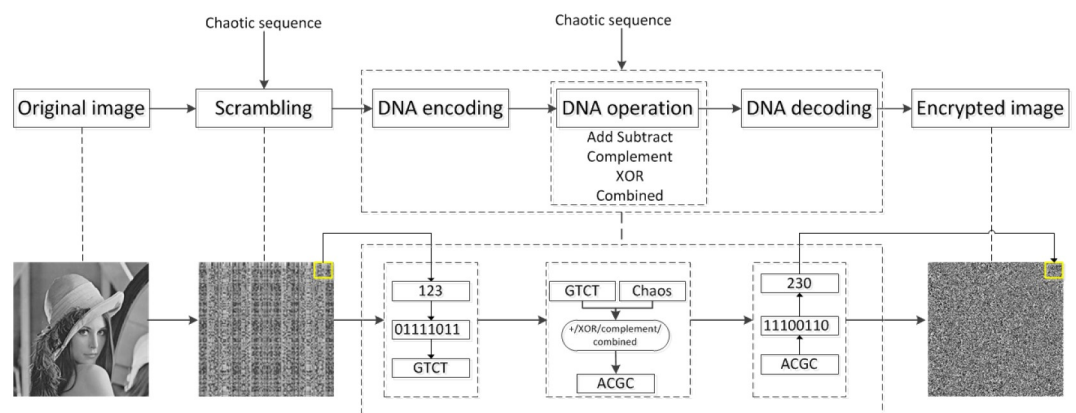 Chaotic sequence
Chaotic sequence
Original image
Scrambling
DNA encoding
DNA operation
DNA decoding
Encrypted image
Add Subtract
Complement
XOR
Combined
123
01111011
GTCT
GTCT
Chaos
+/XOR/complement/
combined
ACGC
230
11100110
ACGC